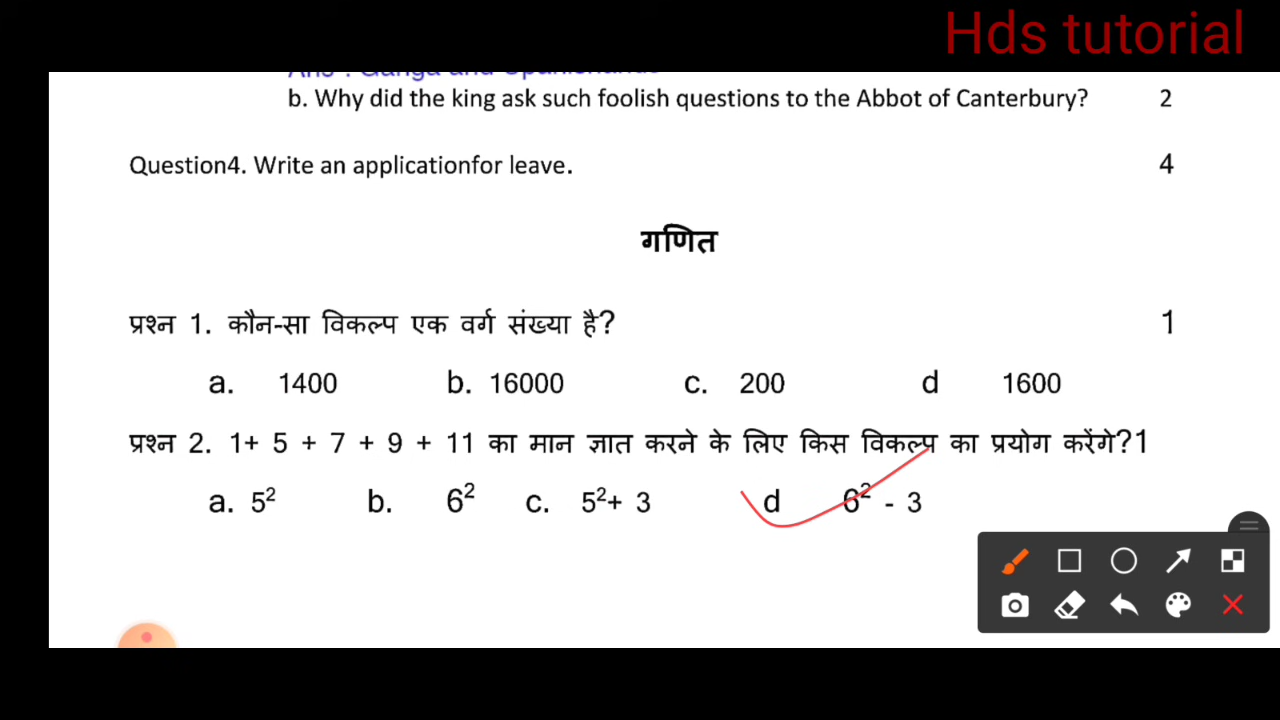 Hds tutorial
b. Why did the king ask such foolish questions to the Abbot of Canterbury? 2
Question4. Write an applicationfor leave. 4
गणित
प्रश्न 1. कौन-सा विकल्प एक वर्ग संख्या है? 1
a. 1400 b. 16000 c. 200 d 1600
प्रश्न 2. 1+ 5 + 7 + 9 + 11 का मान ज्ञात करने के लिए किस विकल्प का प्रयोग करेंगे?1
a. 5² b. 6² c. 5²+ 3 d 6² - 3